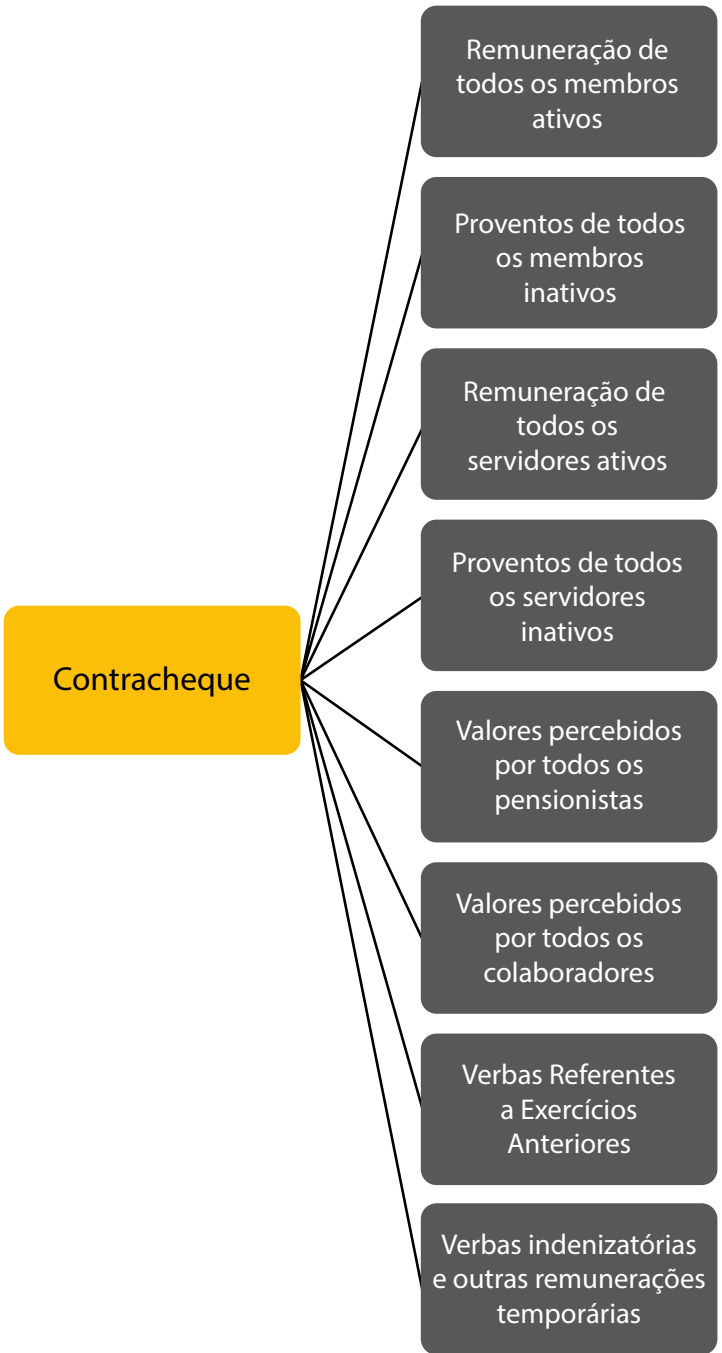 Contracheque
Remuneração de
todos os membros
ativos
Proventos de todos
os membros
inativos
Remuneração de
todos os
servidores ativos
Proventos de todos
os servidores
inativos
Valores percebidos
por todos os
pensionistas
Valores percebidos
por todos os
colaboradores
Verbas Referentes
a Exercícios
Anteriores
Verbas indenizatórias
e outras remunerações
temporárias